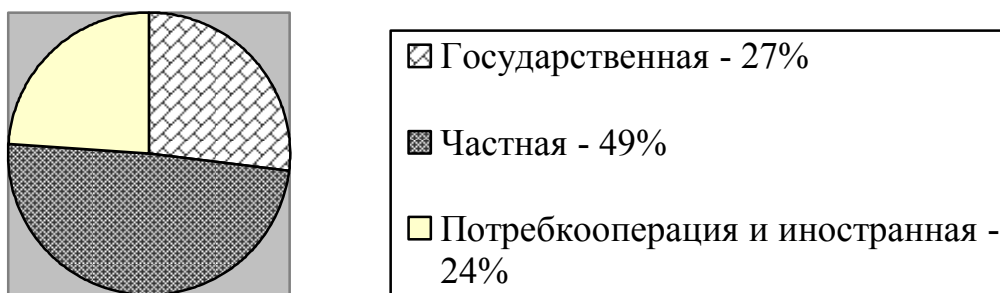 Государственная - 27%
Частная - 49%
Потребкооперация и иностранная -
24%